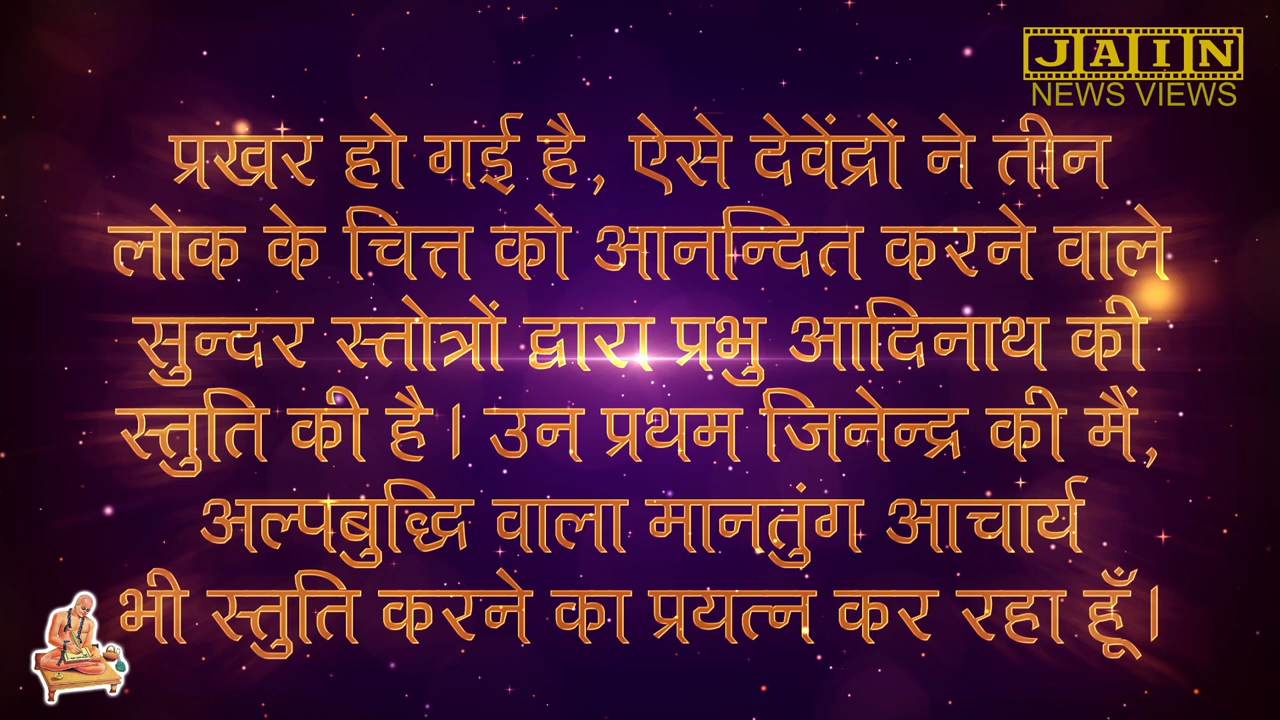 JAIN
NEWS VIEWS
प्रखर हो गई है, ऐसे देवेंद्रों ने तीन
लोक के चित्त को आनन्दित करने वाले
सुन्दर स्तोत्रों द्वारा प्रभु आदिनाथ की
स्तुति की है। उन प्रथम जिनेन्द्र की मैं,
अल्पबुद्धि वाला मानतुंग आचार्य
भी स्तुति करने का प्रयत्न कर रहा हूँ।